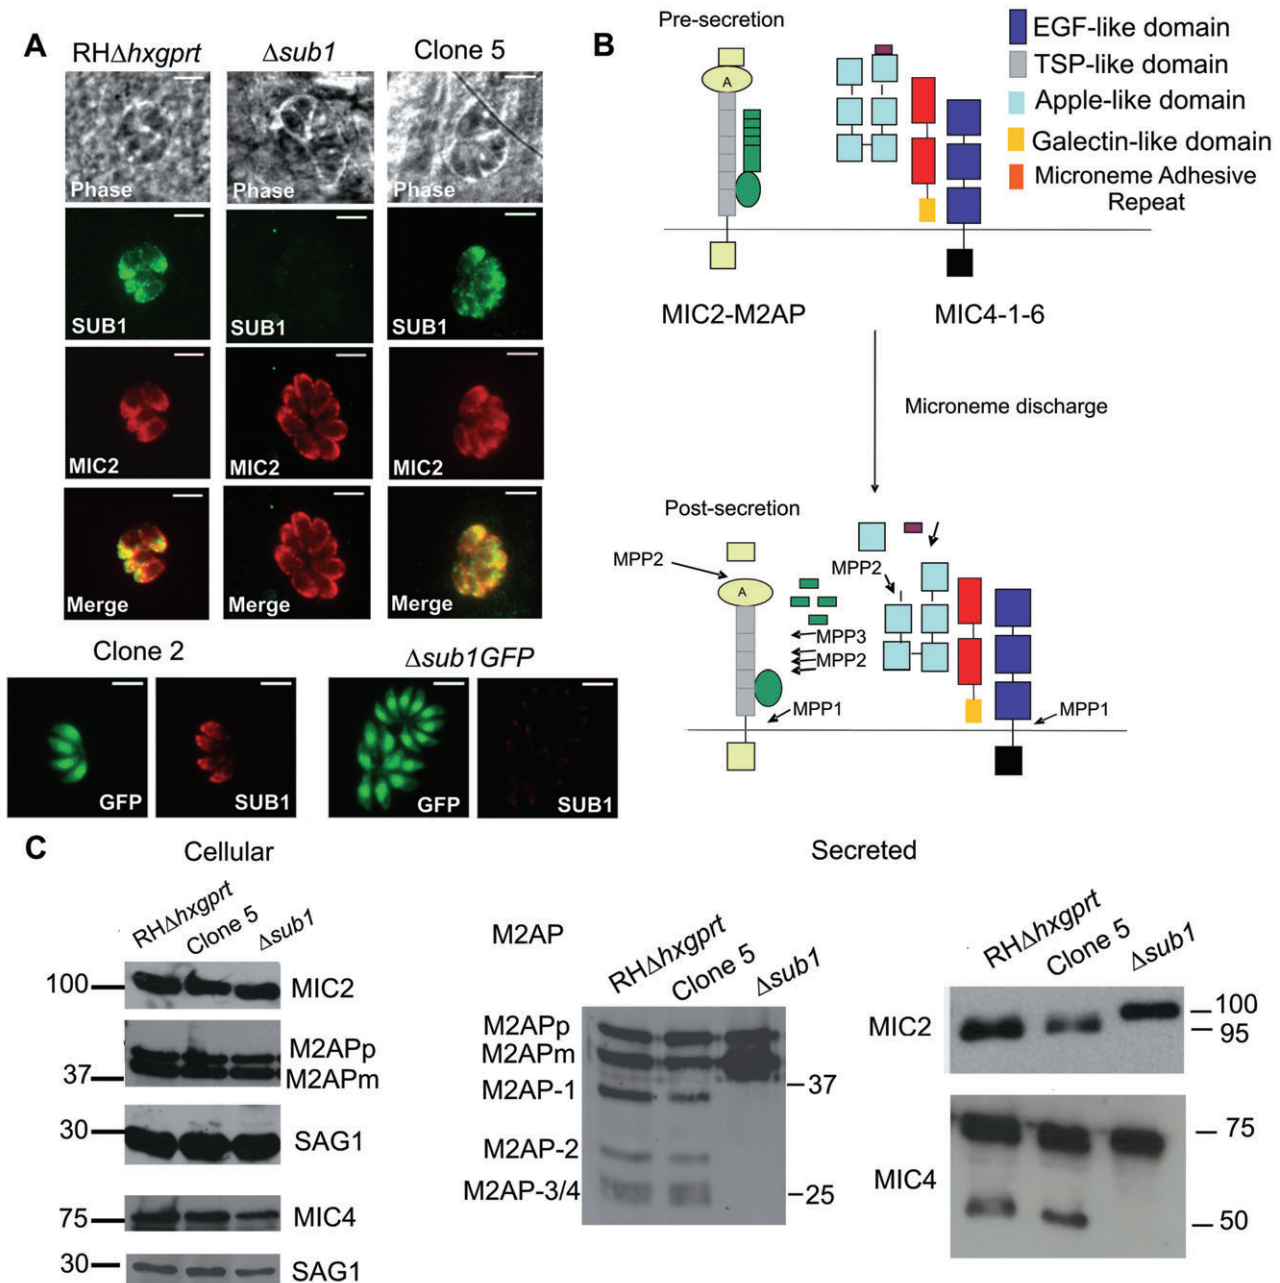 A
RHΔhxgprt
Δsub1
Clone 5
Phase
Phase
Phase
SUB1
SUB1
SUB1
MIC2
MIC2
MIC2
Merge
Merge
Merge
Clone 2
Δsub1GFP
GFP
SUB1
GFP
SUB1
B
Pre-secretion
A
EGF-like domain
TSP-like domain
Apple-like domain
Galectin-like domain
Microneme Adhesive
Repeat
MIC2-M2AP
MIC4-1-6
Microneme discharge
Post-secretion
MPP2
A
MPP2
MPP3
MPP2
MPP1
MPP1
C
Cellular
RHΔhxgprt
Clone 5
Δsub1
100
MIC2
M2APp
37
M2APm
30
SAG1
75
MIC4
30
SAG1
Secreted
M2AP
RHΔhxgprt
Clone 5
Δsub1
M2APp
M2APm
37
M2AP-1
M2AP-2
M2AP-3/4
25
RHΔhxgprt
Clone 5
Δsub1
MIC2
100
95
75
MIC4
50